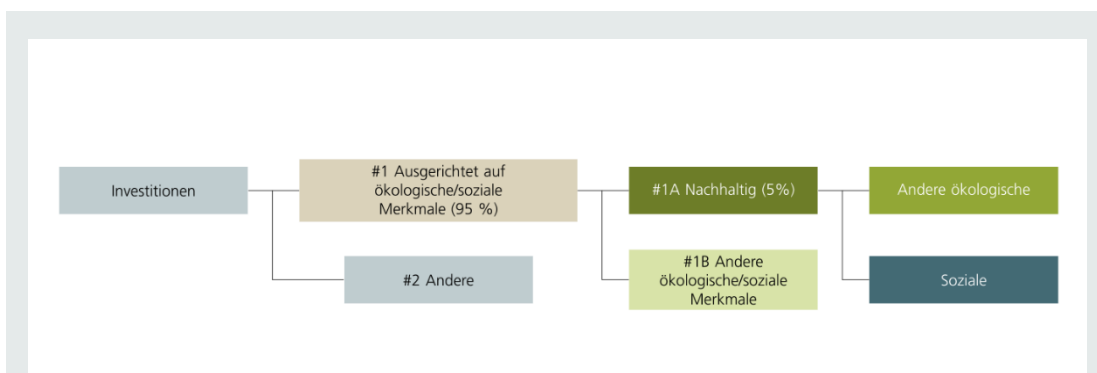 Investitionen
#1 Ausgerichtet auf
ökologische/soziale
Merkmale (95 %)
#1A Nachhaltig (5%)
Andere ökologische
#2 Andere
#1B Andere
ökologische/soziale
Merkmale
Soziale